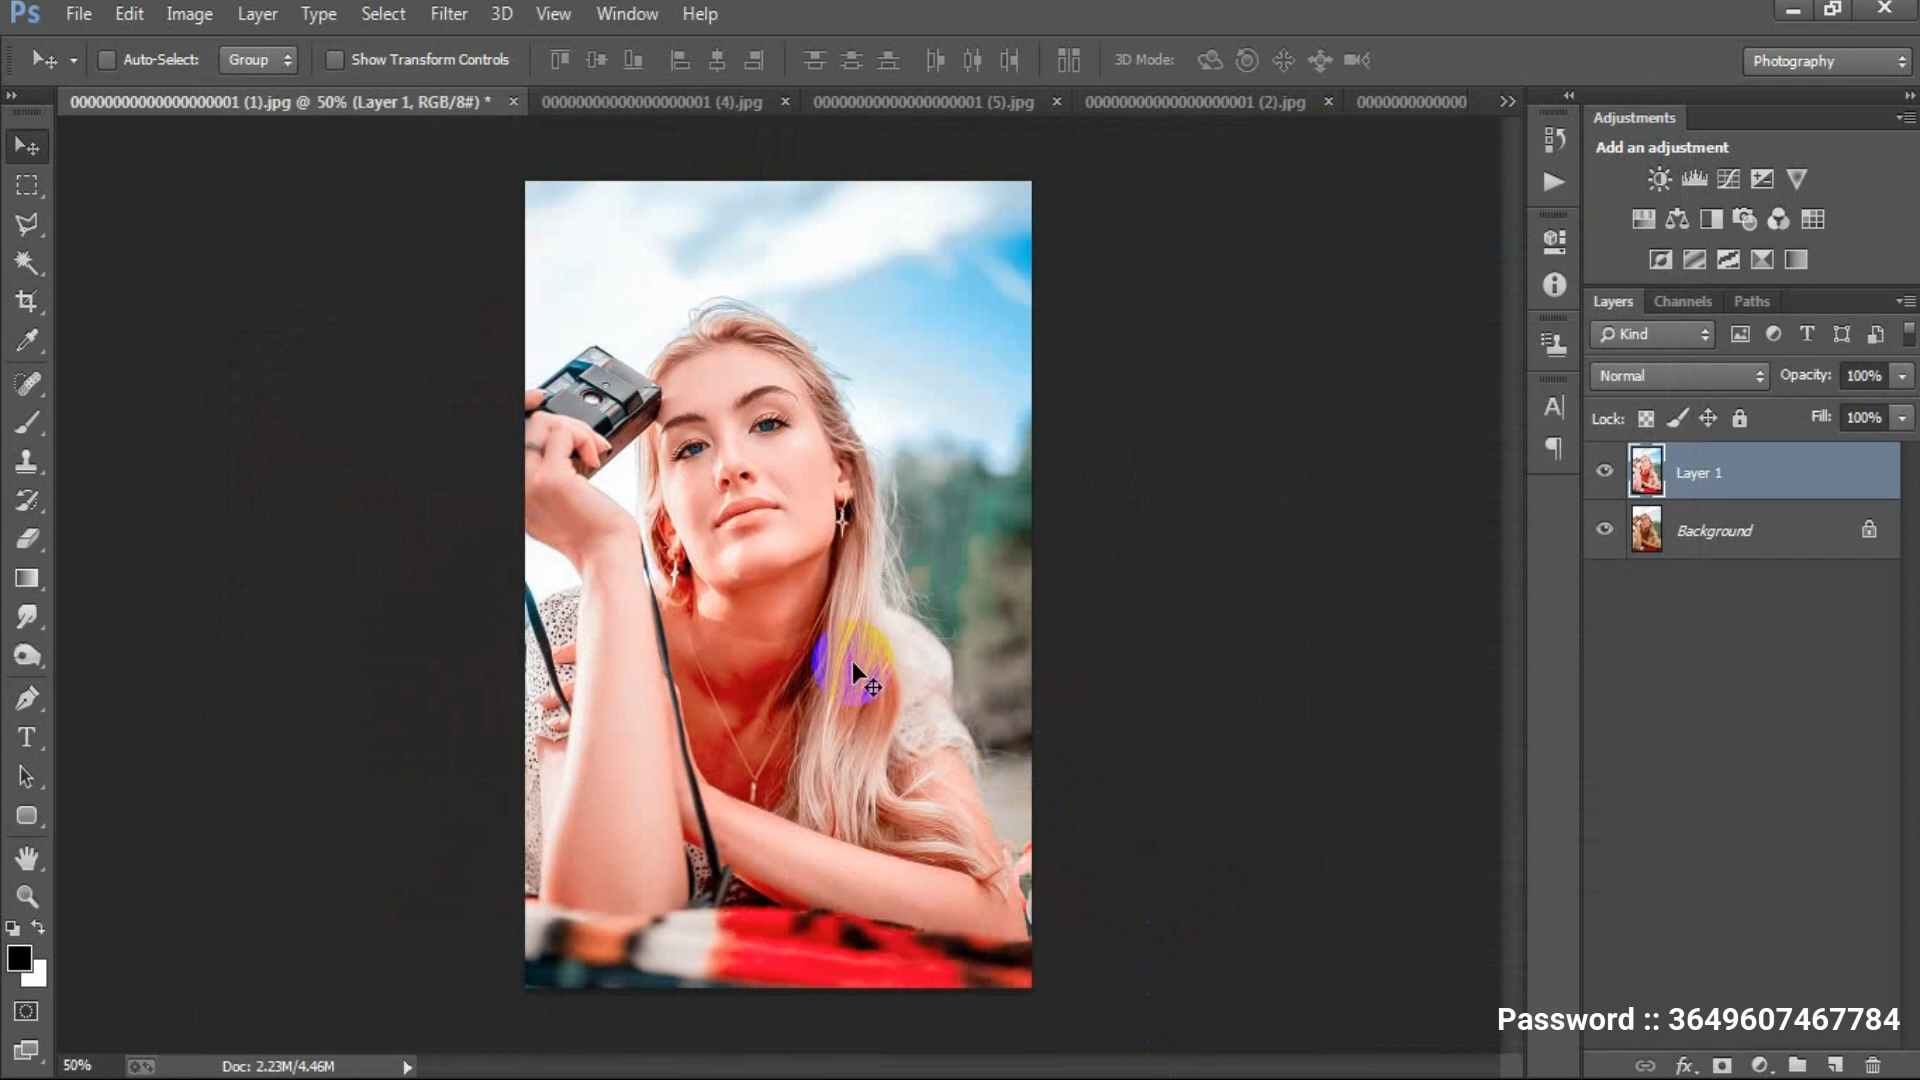 Ps File Edit Image Layer Type Select Filter 3D View Window Help
Auto-Select: Group Show Transform Controls 3D Mode: Photography
00000000000000000001 (1).jpg @ 50% (Layer 1, RGB/8#) * × 00000000000000000001 (4).jpg × 00000000000000000001 (5).jpg × 00000000000000000001 (2).jpg × 000000000000
Adjustments
Add an adjustment
Layers Channels Paths
Kind
Normal Opacity: 100%
Lock: Fill: 100%
Layer 1
Background
Password :: 3649607467784
50% Doc: 2.23M/4.46M